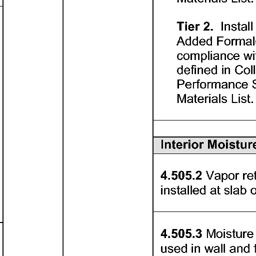 Materials List.
Tier 2. Install
Added Formal
compliance wi
defined in Coll
Performance S
Materials List.
Interior Moisture
4.505.2 Vapor ret
installed at slab o
4.505.3 Moisture
used in wall and f